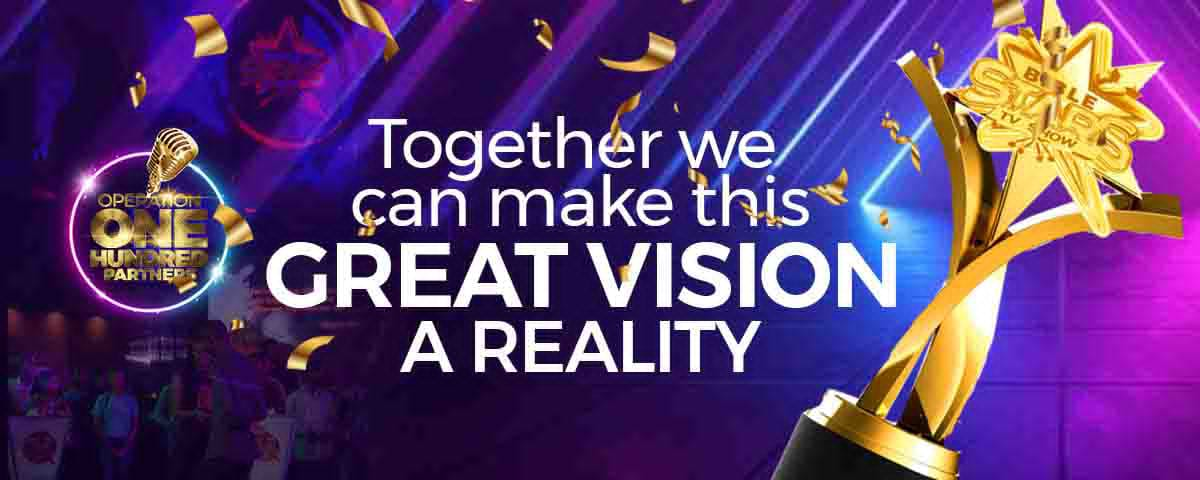 OPERATION
ONE
HUNDRED
PARTNERS
Together we
can make this
GREAT VISION
A REALITY
BIBLE
STARS
TV SHOW